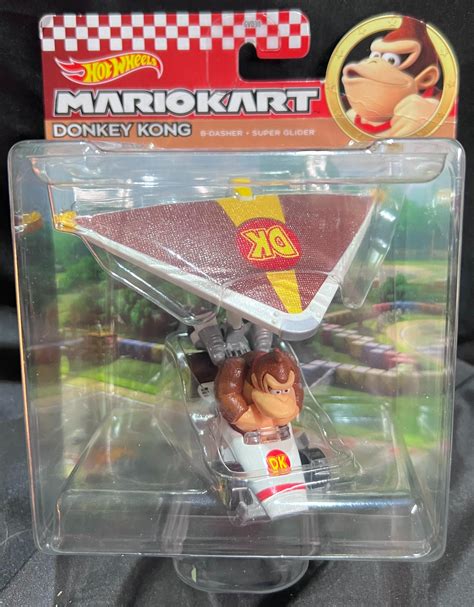 HOT WHEELS
MARIOKART
DONKEY KONG B-DASHER • SUPER GLIDER
DK
DK